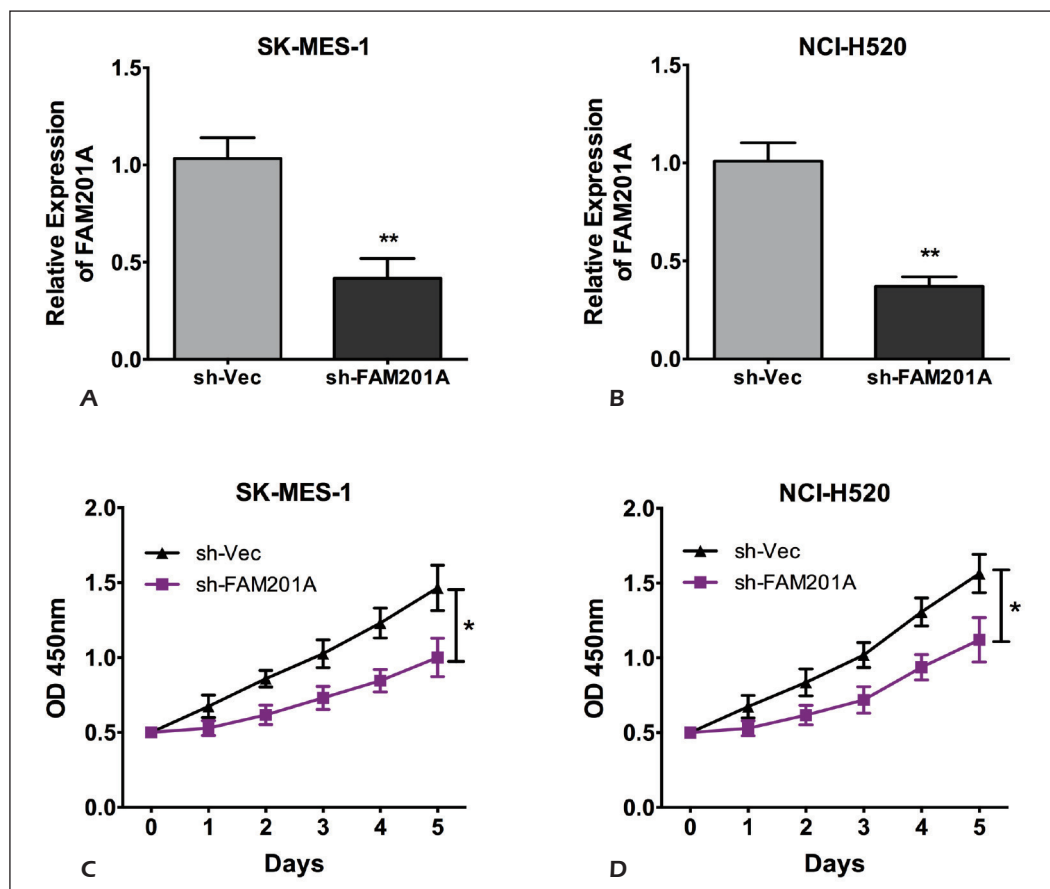 SK-MES-1
Relative Expression
of FAM201A
1.5
1.0
0.5
0.0
**
sh-Vec
sh-FAM201A
A
NCI-H520
Relative Expression
of FAM201A
1.5
1.0
0.5
0.0
**
sh-Vec
sh-FAM201A
B
SK-MES-1
OD 450nm
2.0
1.5
1.0
0.5
0.0
sh-Vec
sh-FAM201A
*
0 1 2 3 4 5
Days
C
NCI-H520
OD 450nm
2.0
1.5
1.0
0.5
0.0
sh-Vec
sh-FAM201A
*
0 1 2 3 4 5
Days
D